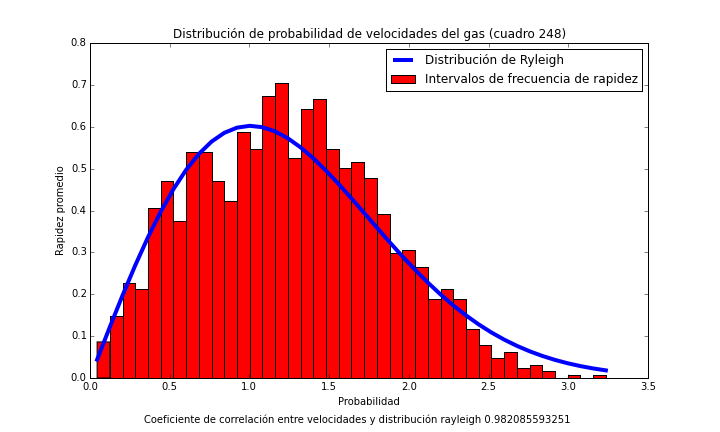 Distribución de probabilidad de velocidades del gas (cuadro 248)
0.8
0.7
0.6
0.5
0.4
0.3
0.2
0.1
0.0
Rapidez promedio
Distribución de Ryleigh
Intervalos de frecuencia de rapidez
0.0 0.5 1.0 1.5 2.0 2.5 3.0 3.5
Probabilidad
Coeficiente de correlación entre velocidades y distribución rayleigh 0.982085593251